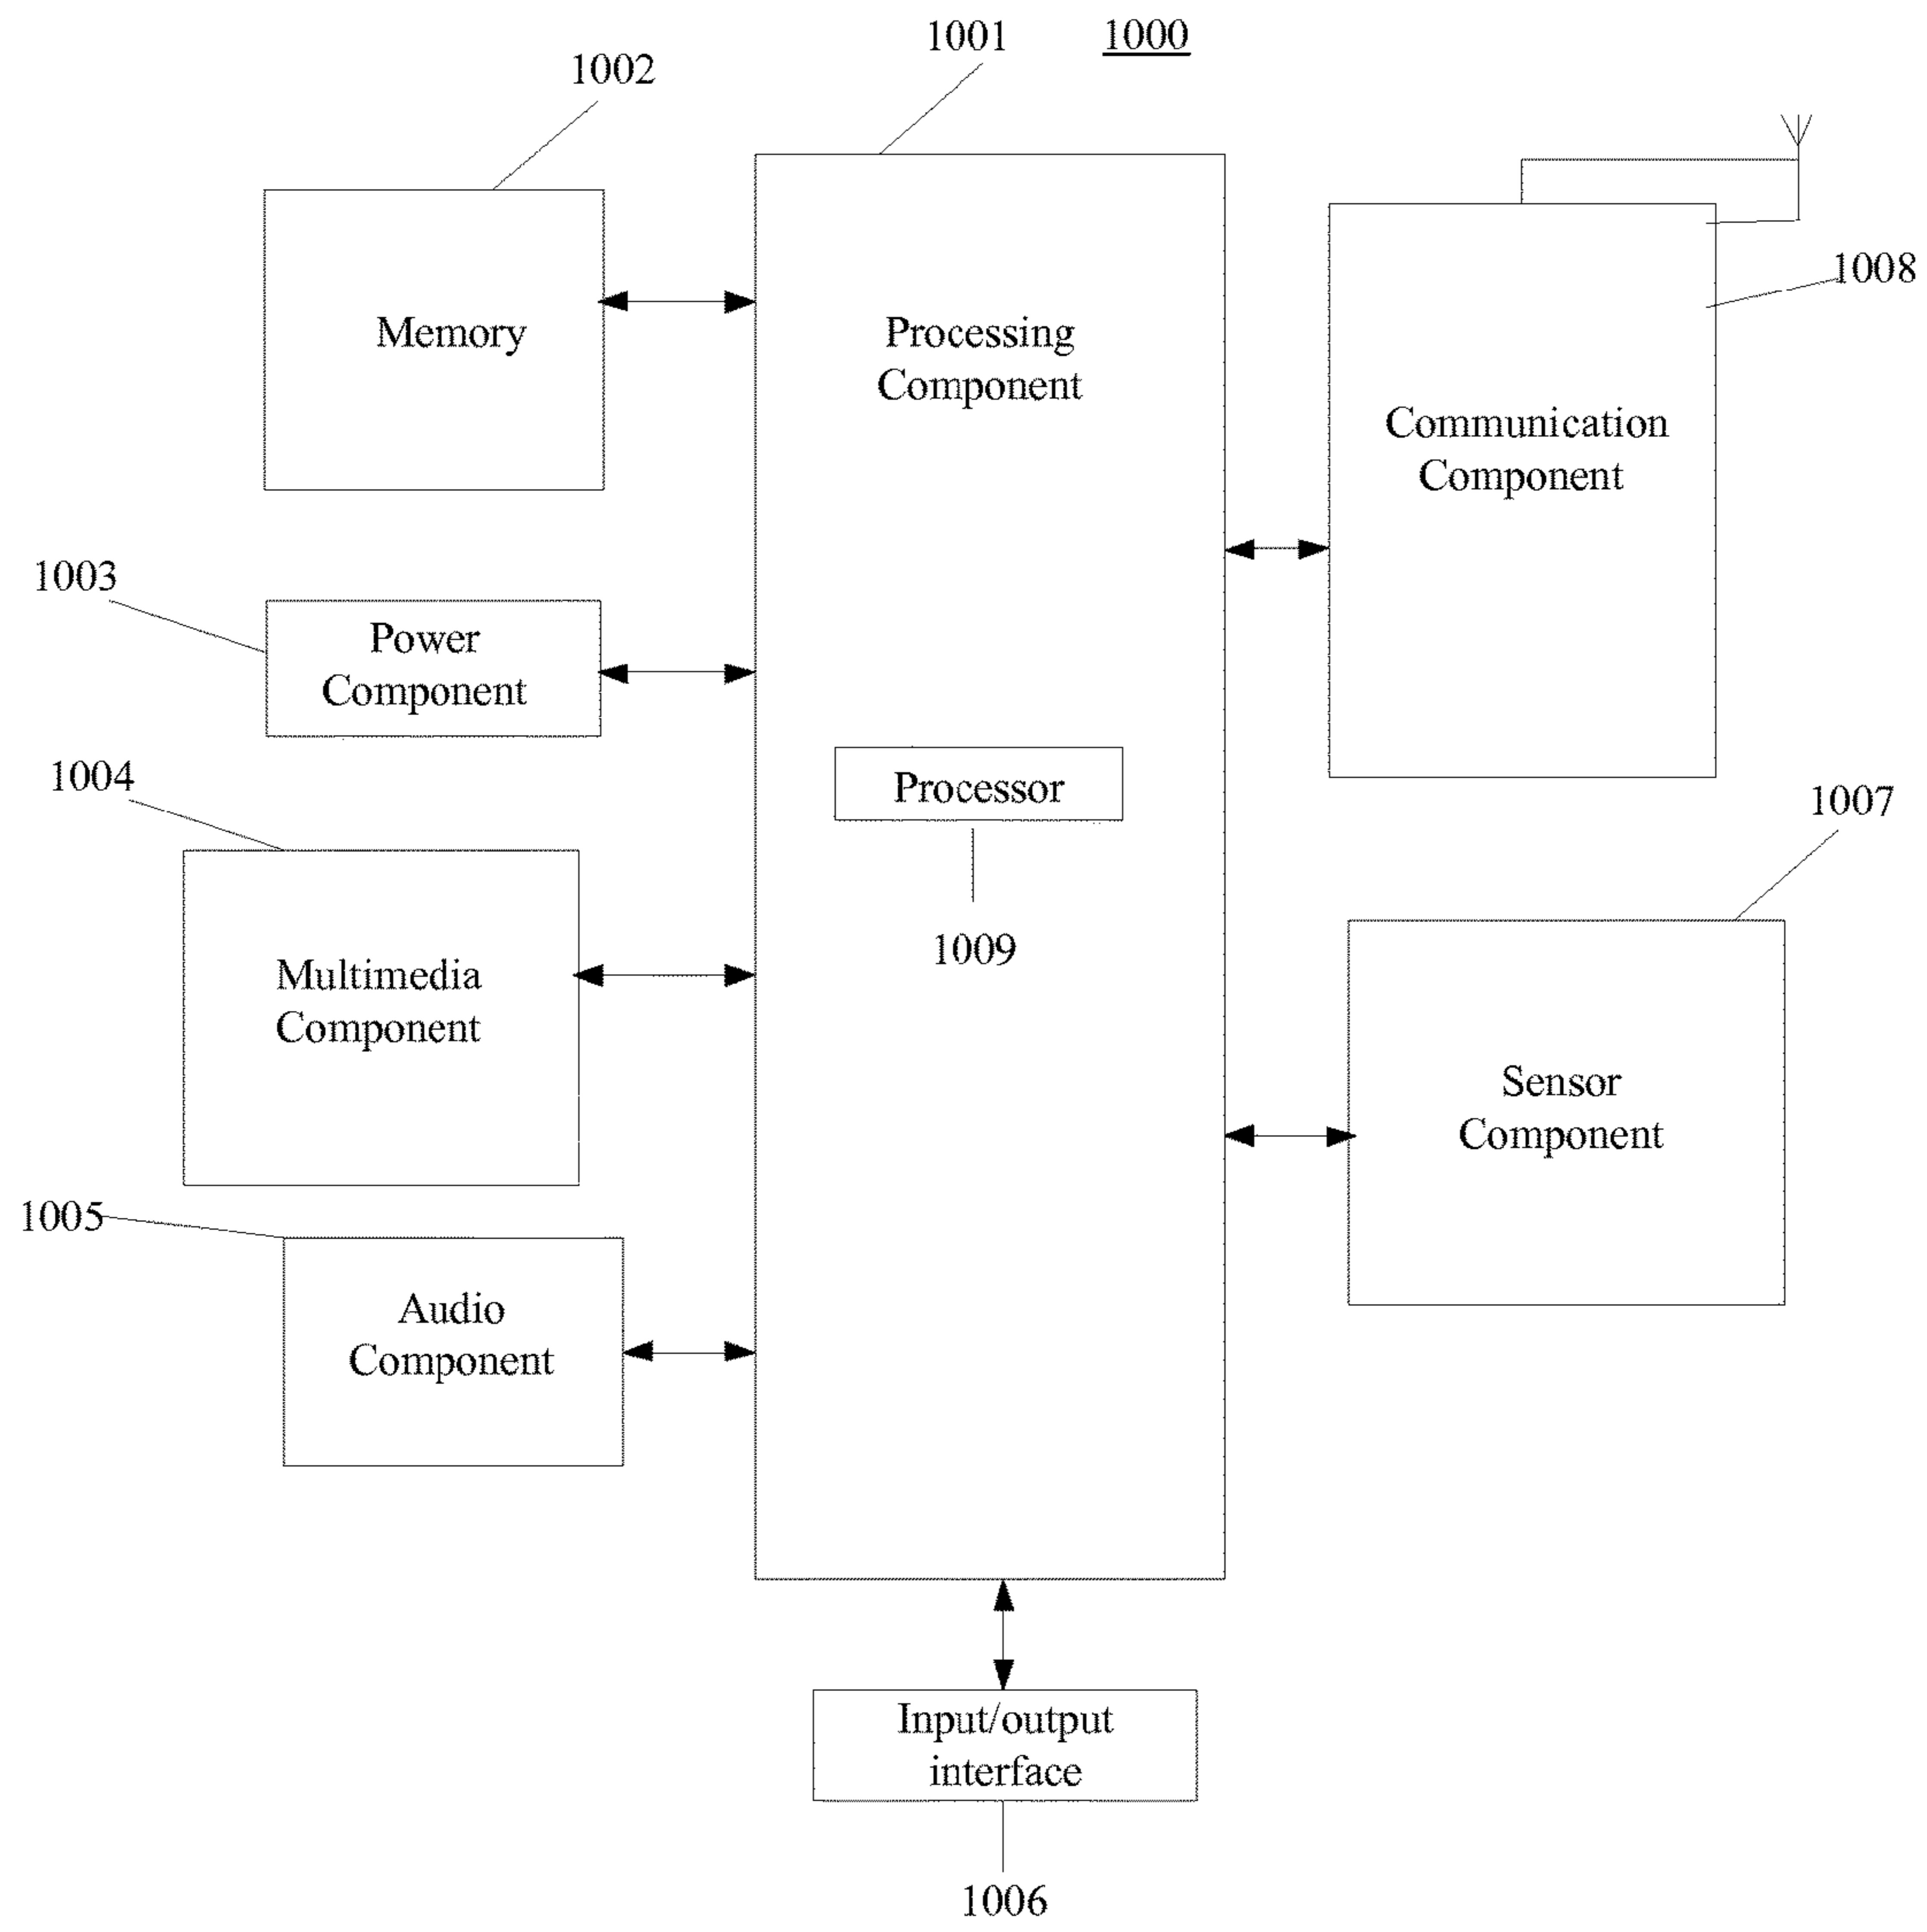 1001
1000
1002
1008
Memory
Processing
Component
Communication
Component
1003
Power
Component
1004
Processor
1007
1009
Multimedia
Component
Sensor
Component
1005
Audio
Component
Input/output
interface
1006